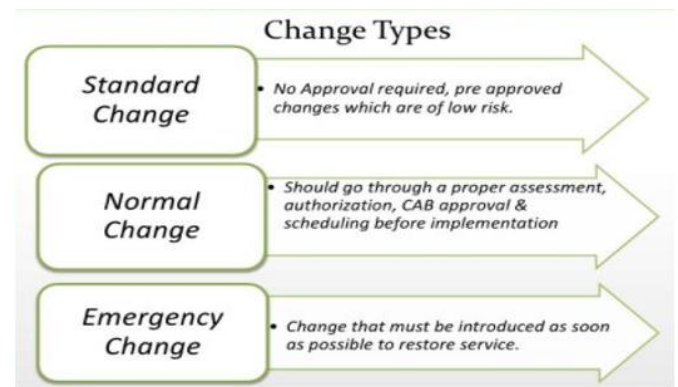 Change Types
Standard
Change
• No Approval required, pre approved
changes which are of low risk.
Normal
Change
• Should go through a proper assessment,
authorization, CAB approval &
scheduling before implementation
Emergency
Change
• Change that must be introduced as soon
as possible to restore service.